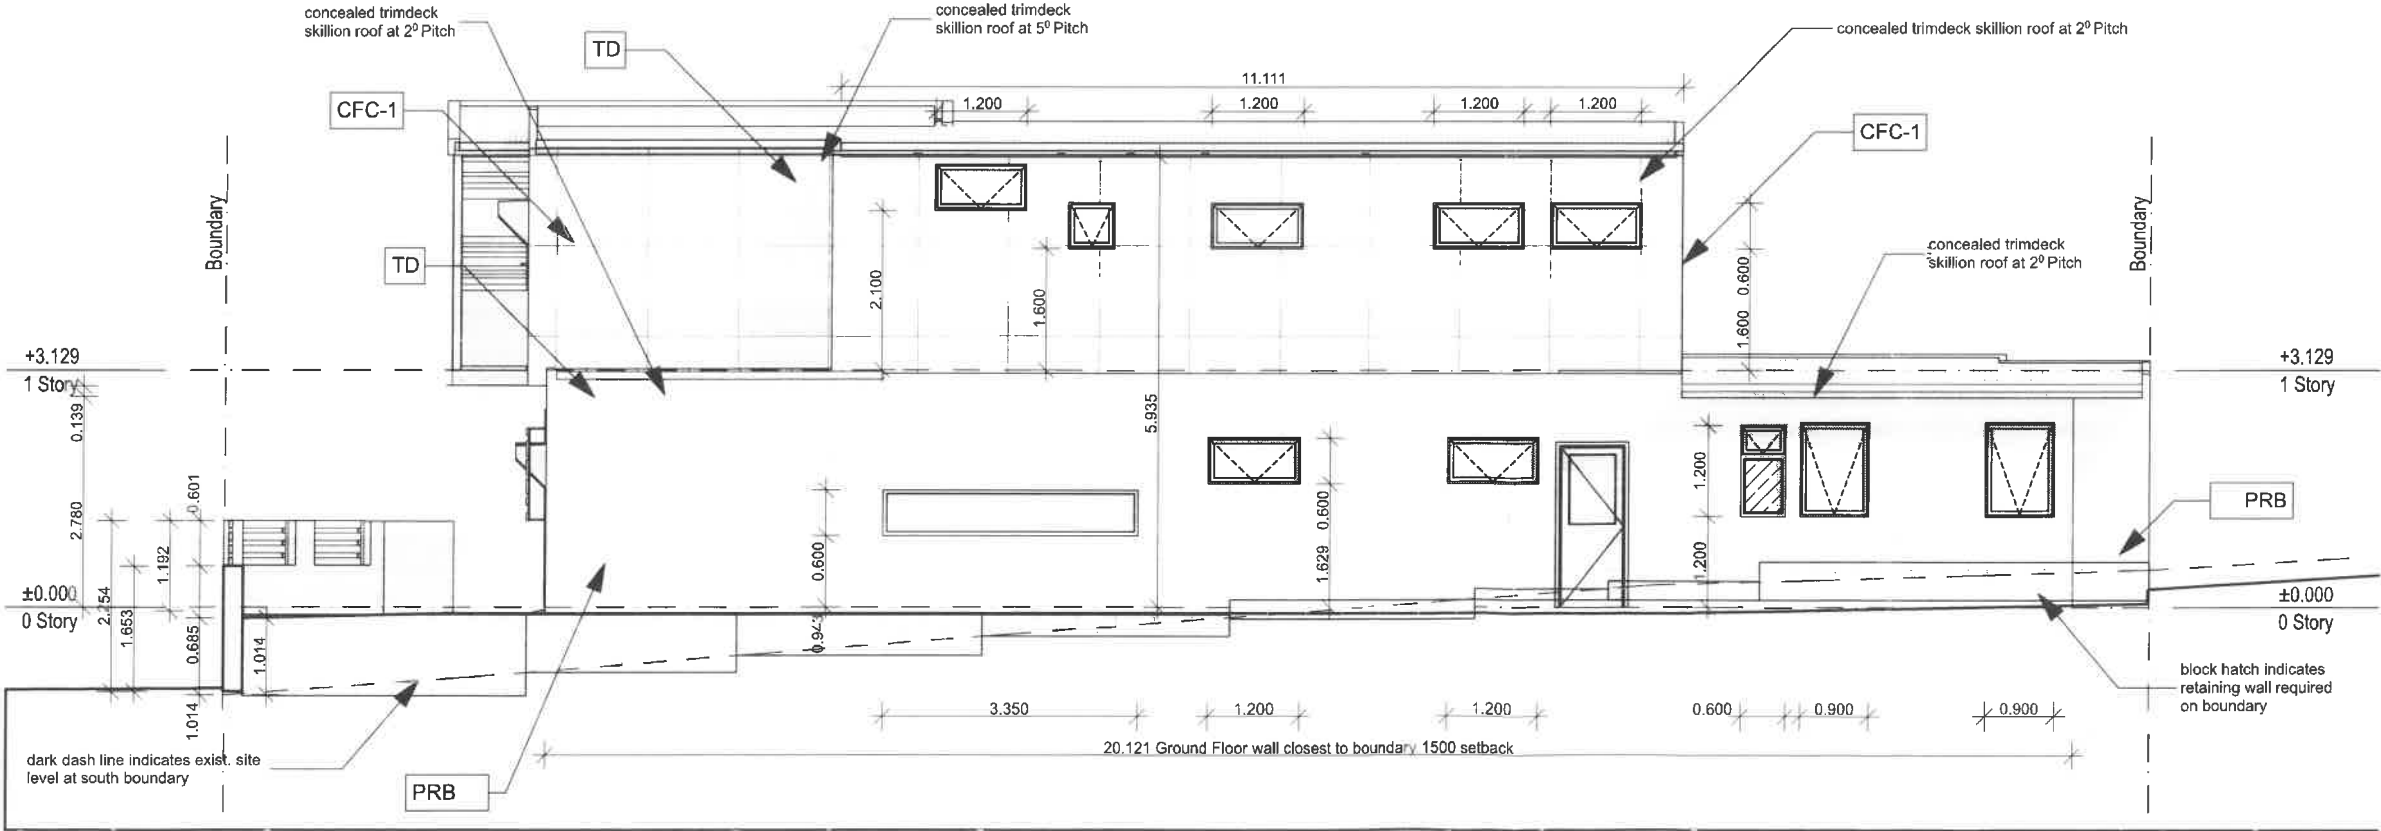 concealed trimdeck
skillion roof at 2⁰ Pitch
concealed trimdeck
skillion roof at 5⁰ Pitch
concealed trimdeck skillion roof at 2⁰ Pitch
TD
CFC-1
11.111
1.200
1.200
1.200
1.200
CFC-1
Boundary
Boundary
TD
2.100
1.600
0.600
1.600
concealed trimdeck
skillion roof at 2⁰ Pitch
+3.129
1 Story
+3.129
1 Story
0.139
2.780
5.935
0.601
1.192
2.254
1.653
0.685
1.014
1.014
0.600
0.600
1.629
1.200
1.200
PRB
±0.000
0 Story
±0.000
0 Story
block hatch indicates
retaining wall required
on boundary
3.350
1.200
1.200
0.600
0.900
0.900
20.121 Ground Floor wall closest to boundary 1500 setback
dark dash line indicates exist. site
level at south boundary
PRB